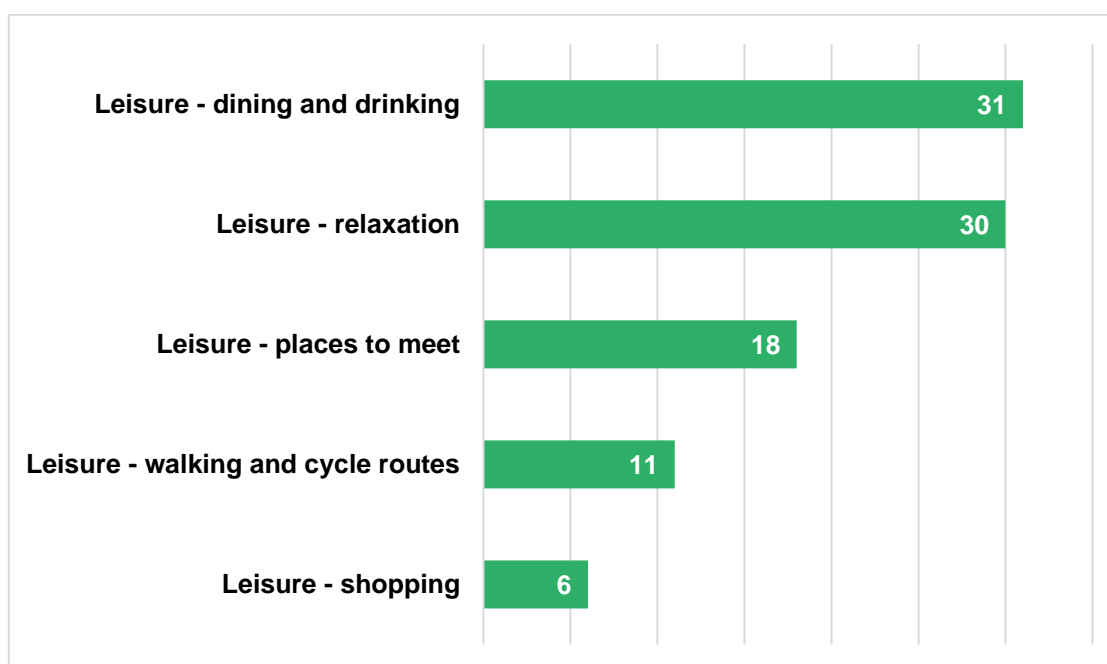 Leisure - dining and drinking 31
Leisure - relaxation 30
Leisure - places to meet 18
Leisure - walking and cycle routes 11
Leisure - shopping 6